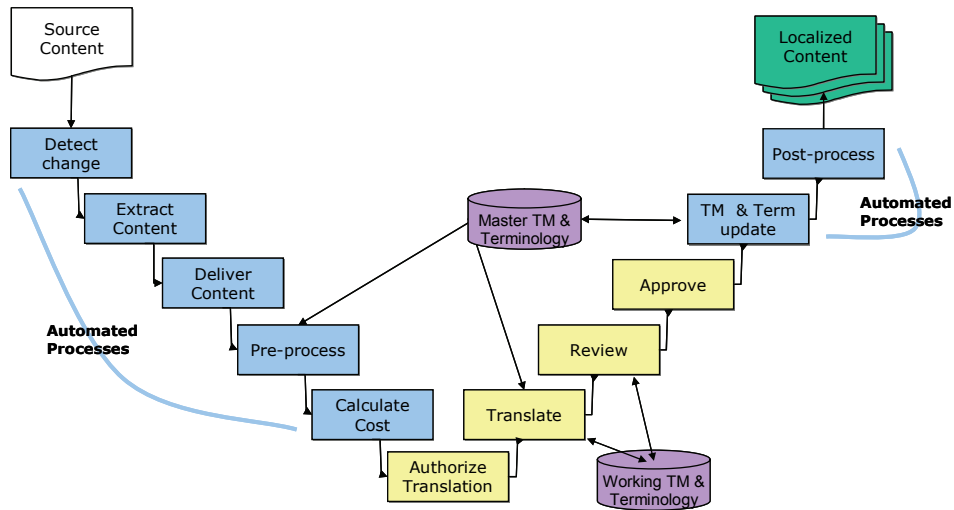 Source
Content
Detect
change
Extract
Content
Deliver
Content
Pre-process
Calculate
Cost
Authorize
Translation
Automated
Processes
Master TM &
Terminology
Translate
Working TM &
Terminology
Review
Approve
TM & Term
update
Post-process
Localized
Content
Automated
Processes